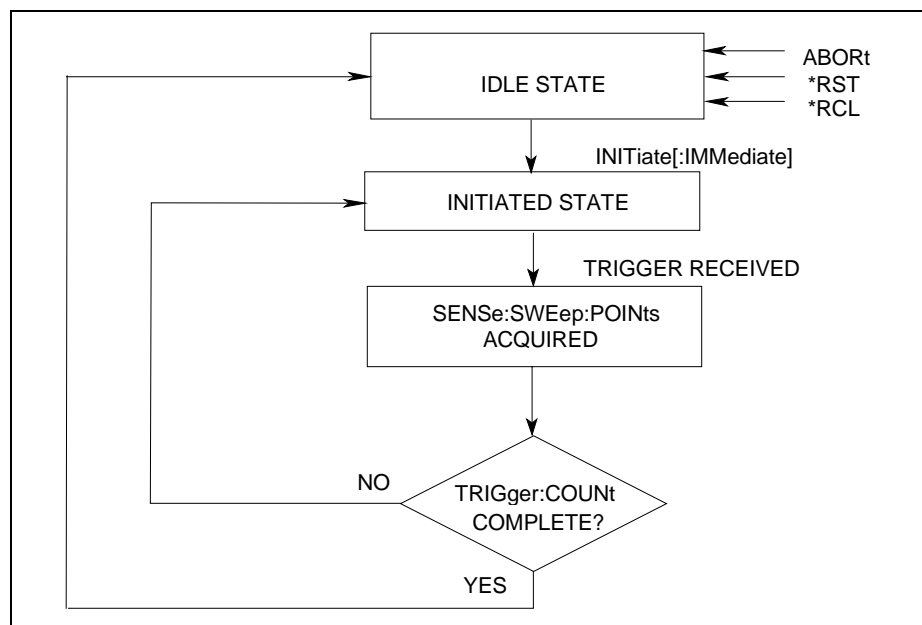 ABORt
*RST
*RCL
IDLE STATE
INITiate[:IMMediate]
INITIATED STATE
TRIGGER RECEIVED
SENSe:SWEep:POINts
ACQUIRED
NO
TRIGger:COUNt
COMPLETE?
YES